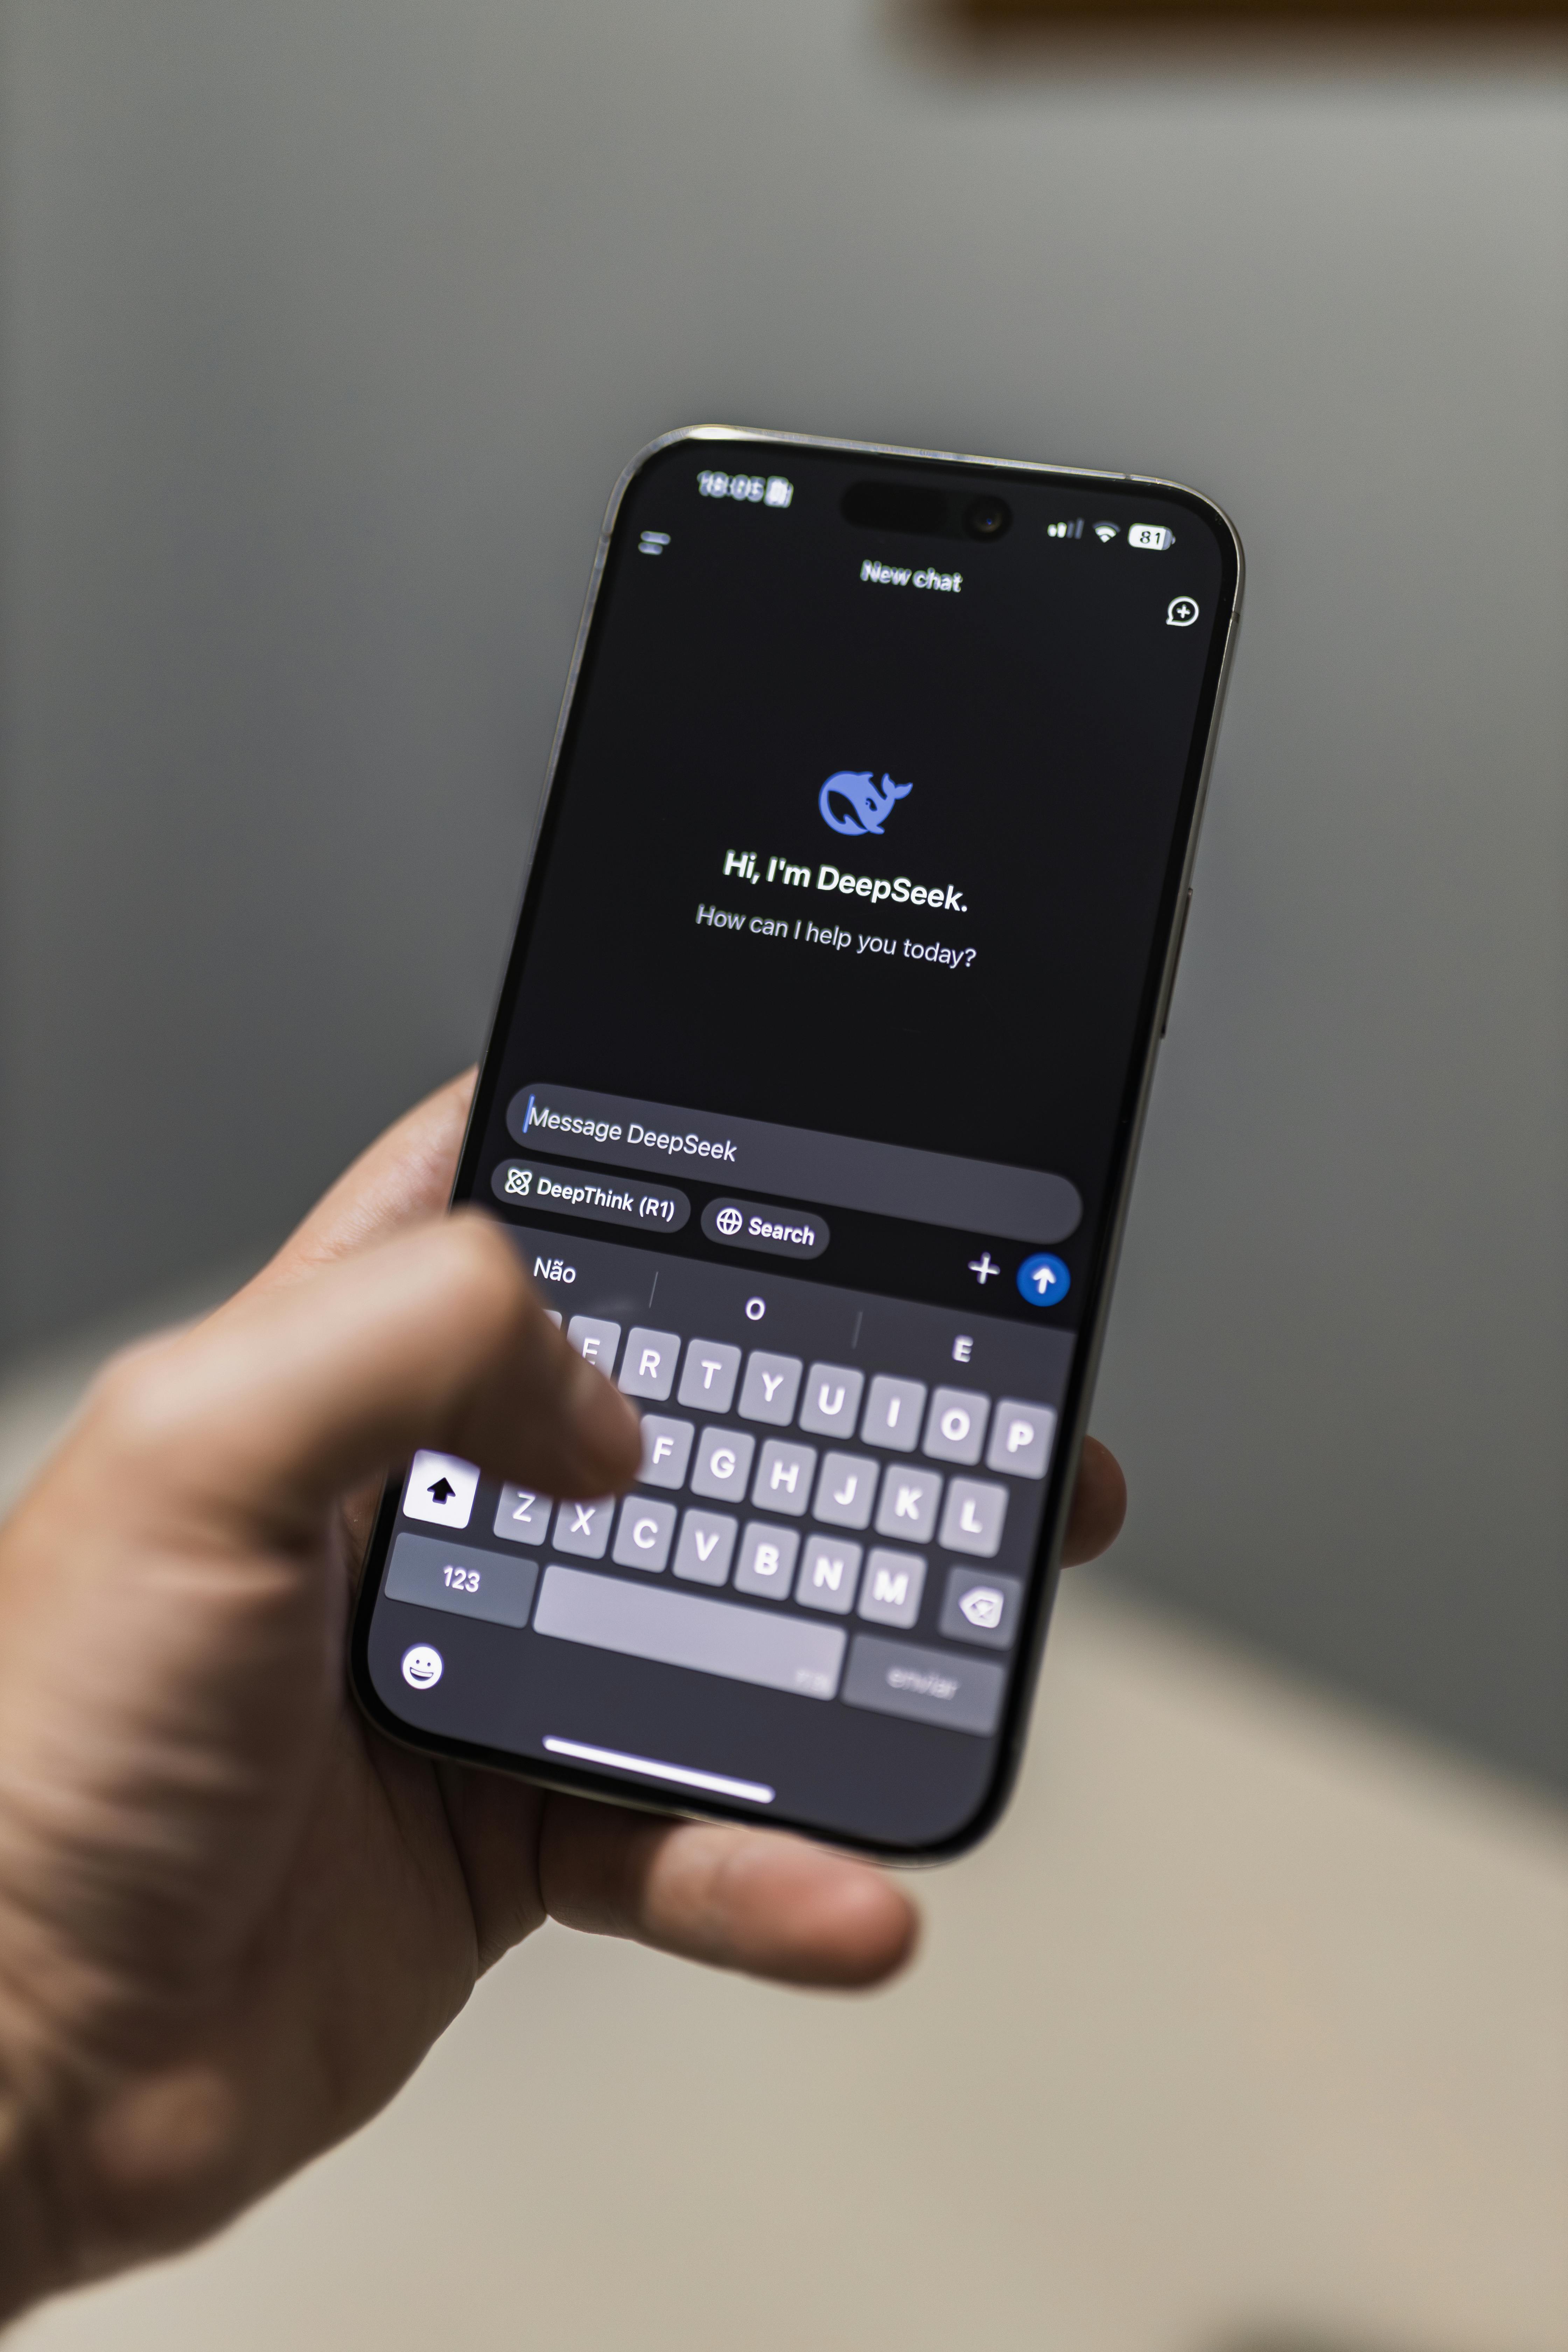 18:05
81
New chat
Hi, I'm DeepSeek.
How can I help you today?
Message DeepSeek
DeepThink (R1) Search
Não O E
E R T Y U I O P
F G H J K L
Z X C V B N M
123
enviar